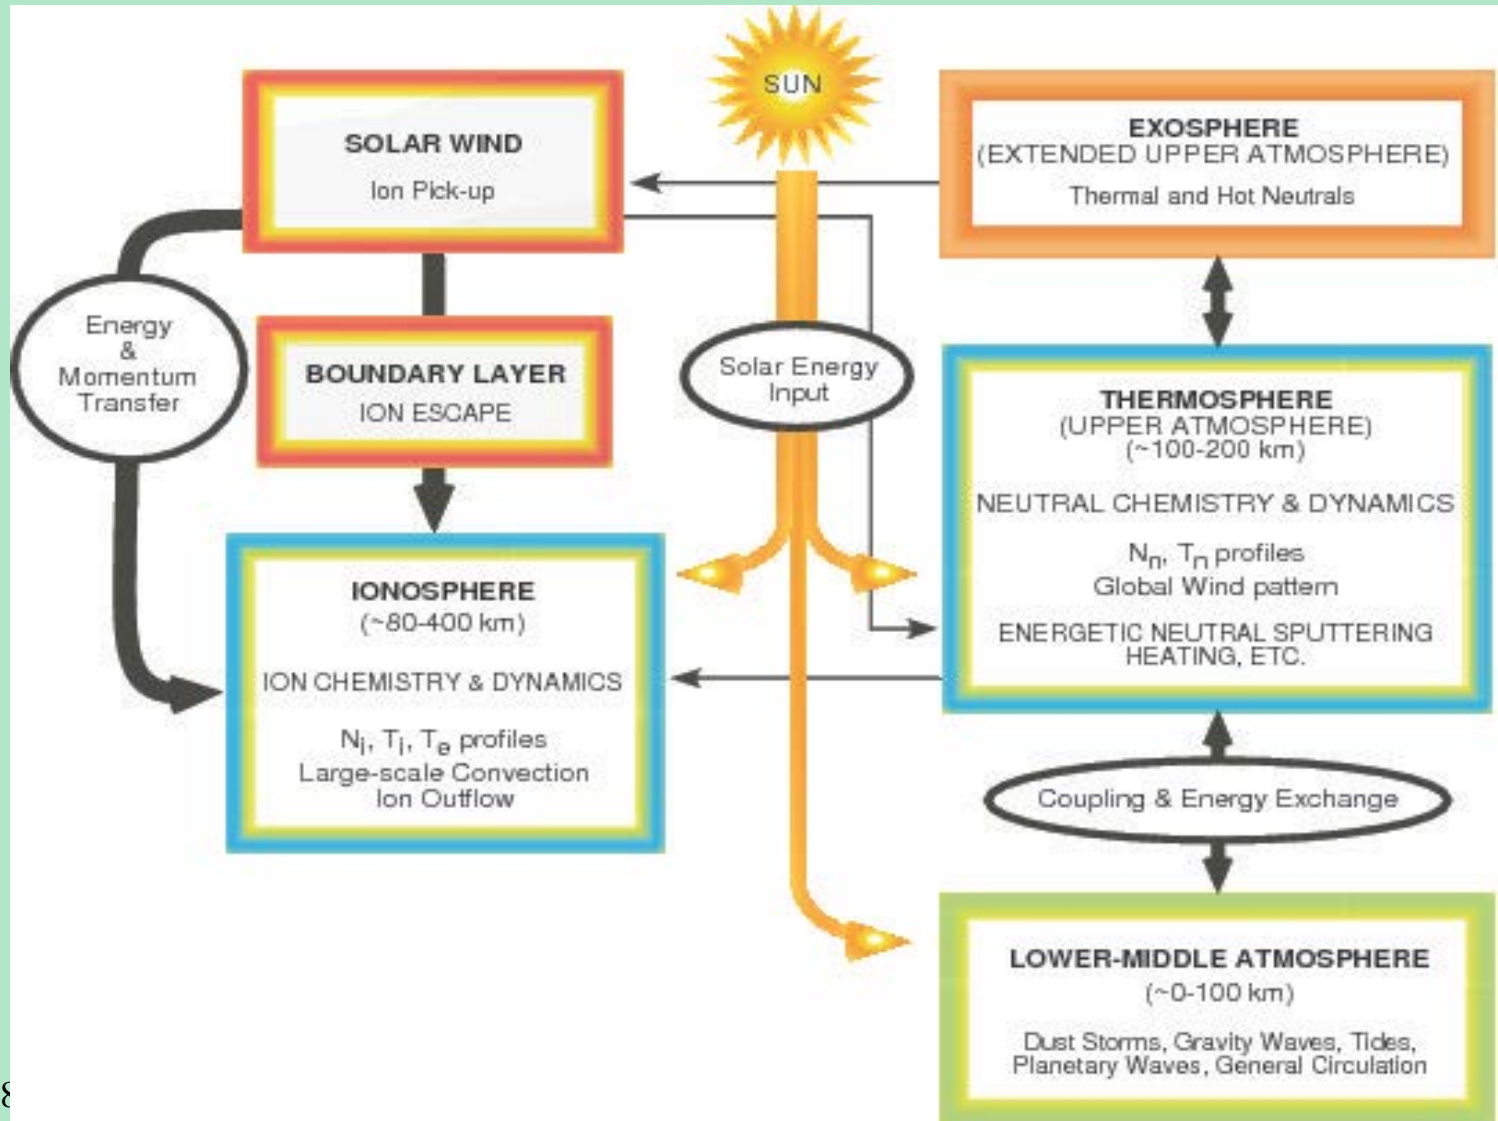 SUN
SOLAR WIND
Ion Pick-up
EXOSPHERE
(EXTENDED UPPER ATMOSPHERE)
Thermal and Hot Neutrals
Energy
&
Momentum
Transfer
BOUNDARY LAYER
ION ESCAPE
Solar Energy
Input
THERMOSPHERE
(UPPER ATMOSPHERE)
(~100-200 km)
NEUTRAL CHEMISTRY & DYNAMICS
Nn, Tn profiles
Global Wind pattern
ENERGETIC NEUTRAL SPUTTERING
HEATING, ETC.
IONOSPHERE
(~80-400 km)
ION CHEMISTRY & DYNAMICS
Ni, Ti, Te profiles
Large-scale Convection
Ion Outflow
Coupling & Energy Exchange
LOWER-MIDDLE ATMOSPHERE
(~0-100 km)
Dust Storms, Gravity Waves, Tides,
Planetary Waves, General Circulation